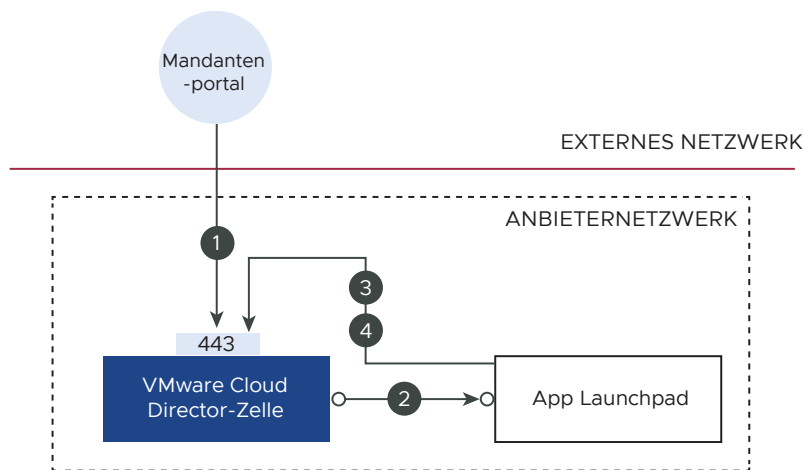 Mandanten
-portal
EXTERNES NETZWERK
ANBIETERNETZWERK
1
3
4
443
VMware Cloud
Director-Zelle
2
App Launchpad